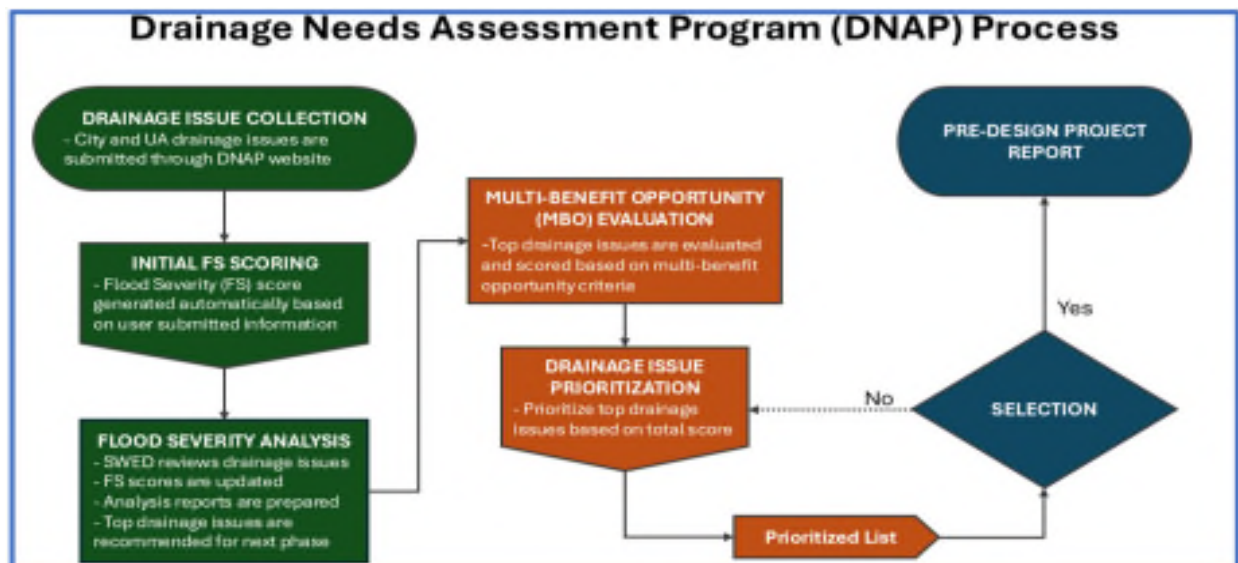 Drainage Needs Assessment Program (DNAP) Process
DRAINAGE ISSUE COLLECTION
- City and UA drainage issues are
submitted through DNAP website
INITIAL FS SCORING
- Flood Severity (FS) score
generated automatically based
on user submitted information
FLOOD SEVERITY ANALYSIS
- SWED reviews drainage issues
- FS scores are updated
- Analysis reports are prepared
- Top drainage issues are
recommended for next phase
MULTI-BENEFIT OPPORTUNITY
(MBO) EVALUATION
-Top drainage issues are evaluated
and scored based on multi-benefit
opportunity criteria
DRAINAGE ISSUE
PRIORITIZATION
- Prioritize top drainage
issues based on total score
Prioritized List
SELECTION
No
Yes
PRE-DESIGN PROJECT
REPORT